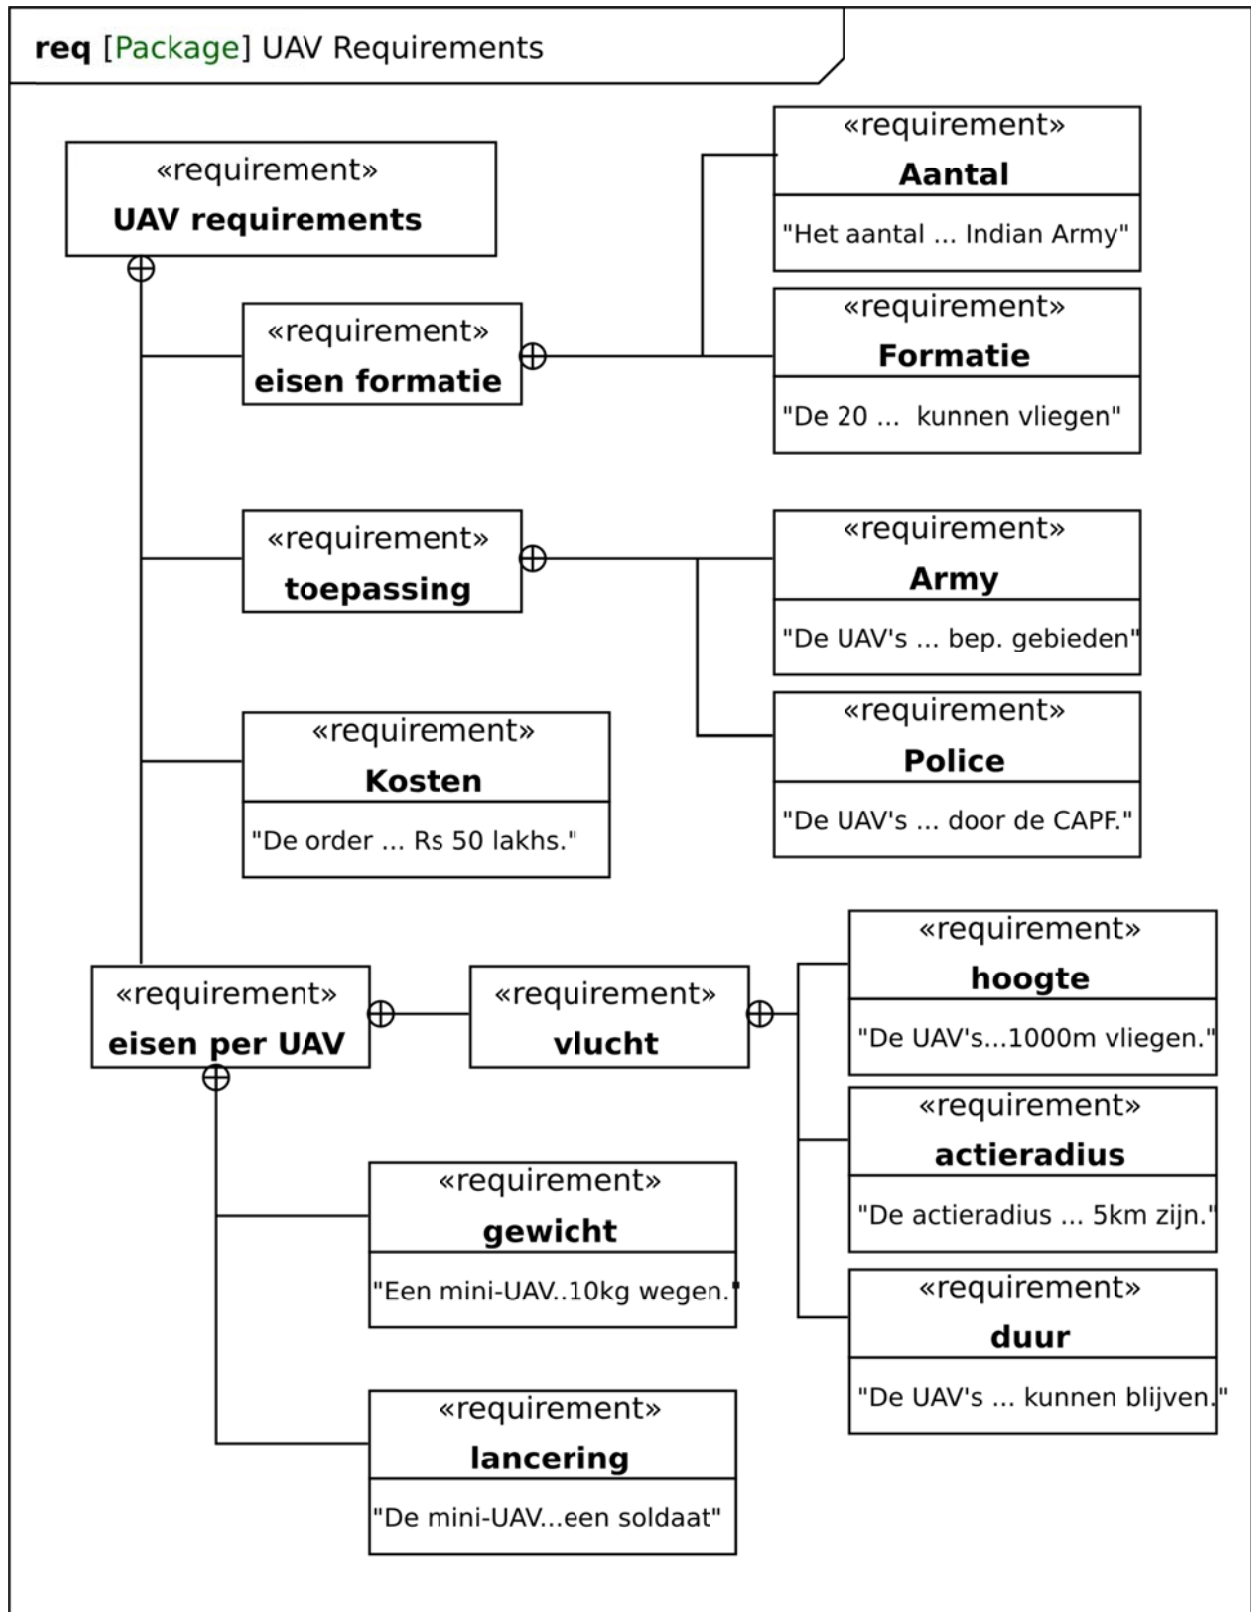 req [Package] UAV Requirements
«requirement»
UAV requirements
«requirement»
eisen formatie
«requirement»
Aantal
"Het aantal ... Indian Army"
«requirement»
Formatie
"De 20 ...  kunnen vliegen"
«requirement»
toepassing
«requirement»
Army
"De UAV's ... bep. gebieden"
«requirement»
Police
"De UAV's ... door de CAPF."
«requirement»
Kosten
"De order ... Rs 50 lakhs."
«requirement»
eisen per UAV
«requirement»
vlucht
«requirement»
hoogte
"De UAV's...1000m vliegen."
«requirement»
actieradius
"De actieradius ... 5km zijn."
«requirement»
duur
"De UAV's ... kunnen blijven."
«requirement»
gewicht
"Een mini-UAV..10kg wegen."
«requirement»
lancering
"De mini-UAV...een soldaat"